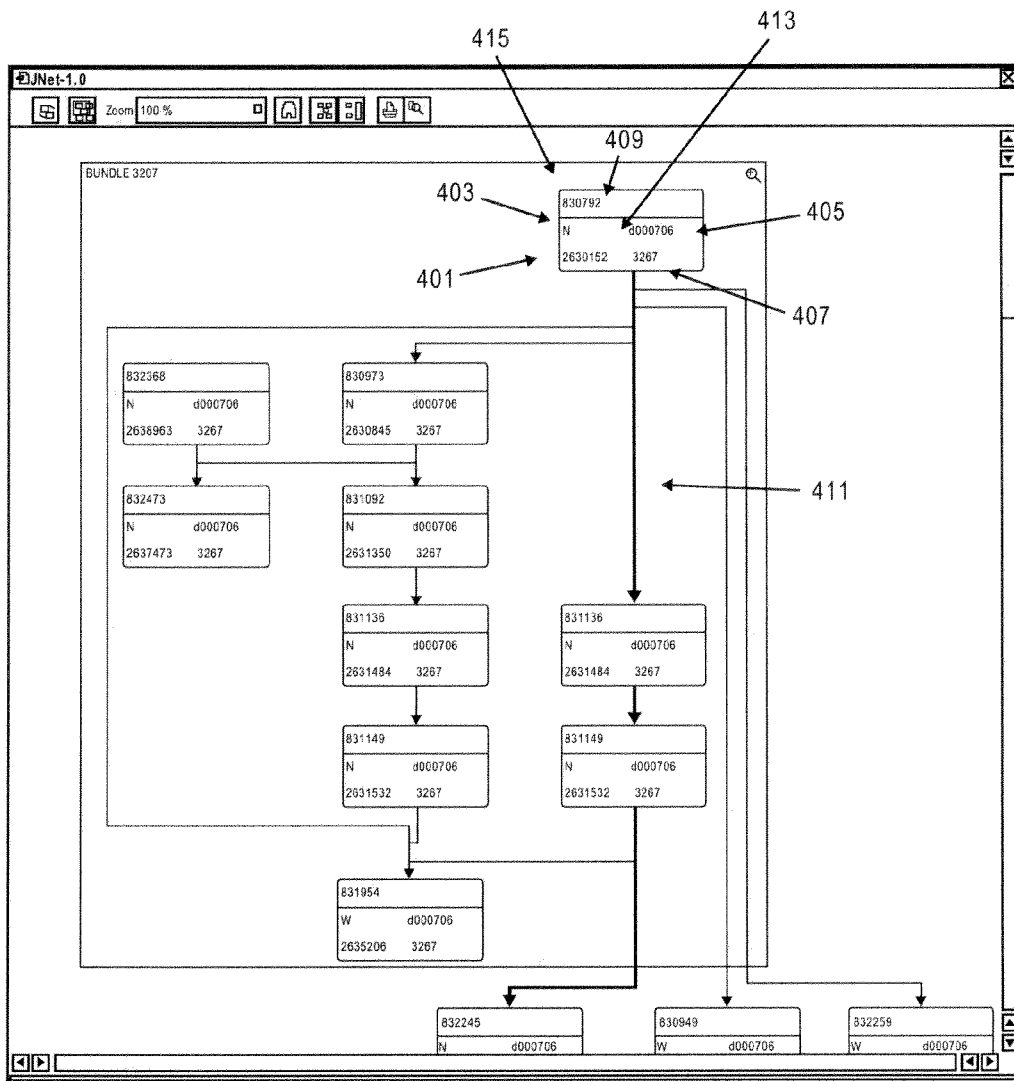 413
415
JNet-1.0
Zoom 100 %
409
BUNDLE 3207
403
830792
405
N d000706
2630152 3267
401
407
832368
N d000706
2638963 3267
830973
N d000706
2630845 3267
411
832473
N d000706
2637473 3267
831092
N d000706
2631350 3267
831136
N d000706
2631484 3267
831136
N d000706
2631484 3267
831149
N d000706
2631532 3267
831149
N d000706
2631532 3267
831954
W d000706
2635206 3267
832245
N d000706
830949
W d000706
832259
W d000706